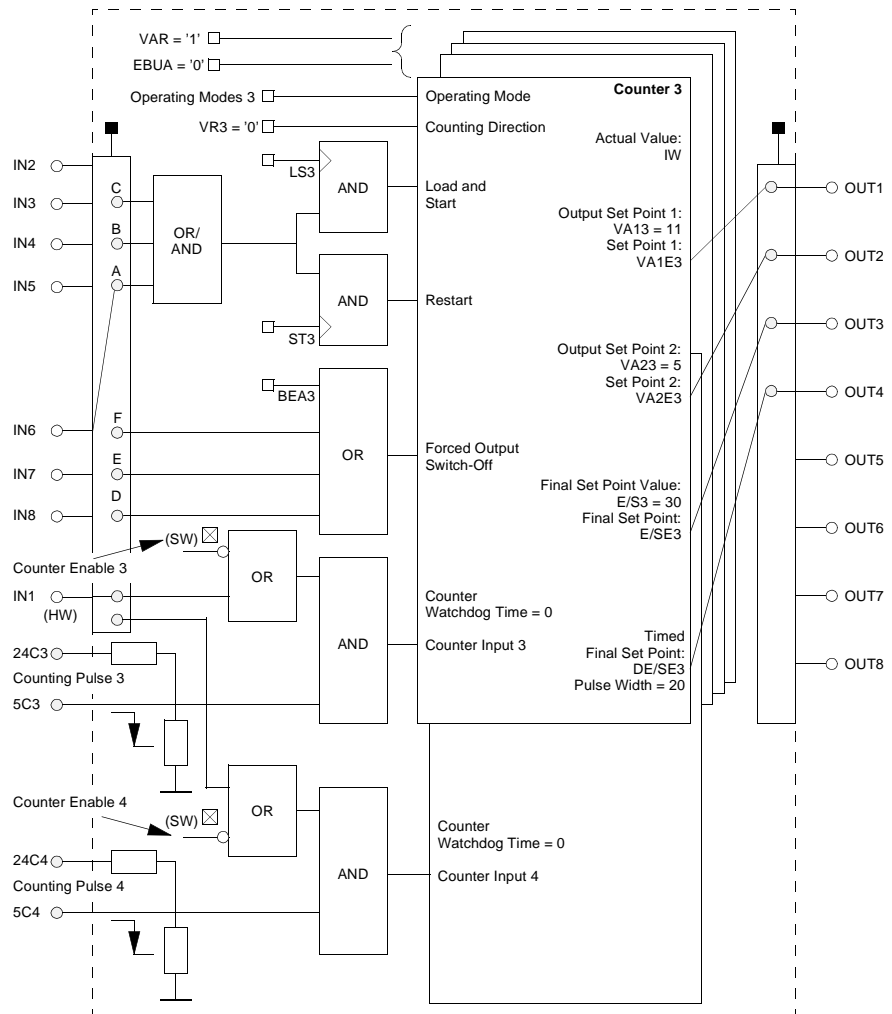 VAR = '1'
EBUA = '0'
Operating Modes 3
Operating Mode
Counter 3
VR3 = '0'
Counting Direction
Actual Value:
IW
IN2
IN3
IN4
IN5
C
B
A
OR/
AND
LS3
AND
Load and
Start
Output Set Point 1:
VA13 = 11
Set Point 1:
VA1E3
OUT1
OUT2
OUT3
OUT4
OUT5
OUT6
OUT7
OUT8
AND
Restart
ST3
Output Set Point 2:
VA23 = 5
Set Point 2:
VA2E3
BEA3
IN6
IN7
IN8
F
E
D
OR
Forced Output
Switch-Off
Final Set Point Value:
E/S3 = 30
Final Set Point:
E/SE3
(SW)
Counter Enable 3
OR
IN1
(HW)
Counter
Watchdog Time = 0
AND
Counter Input 3
Timed
Final Set Point:
DE/SE3
Pulse Width = 20
24C3
Counting Pulse 3
5C3
Counter Enable 4
(SW)
OR
Counter
Watchdog Time = 0
24C4
Counting Pulse 4
AND
Counter Input 4
5C4